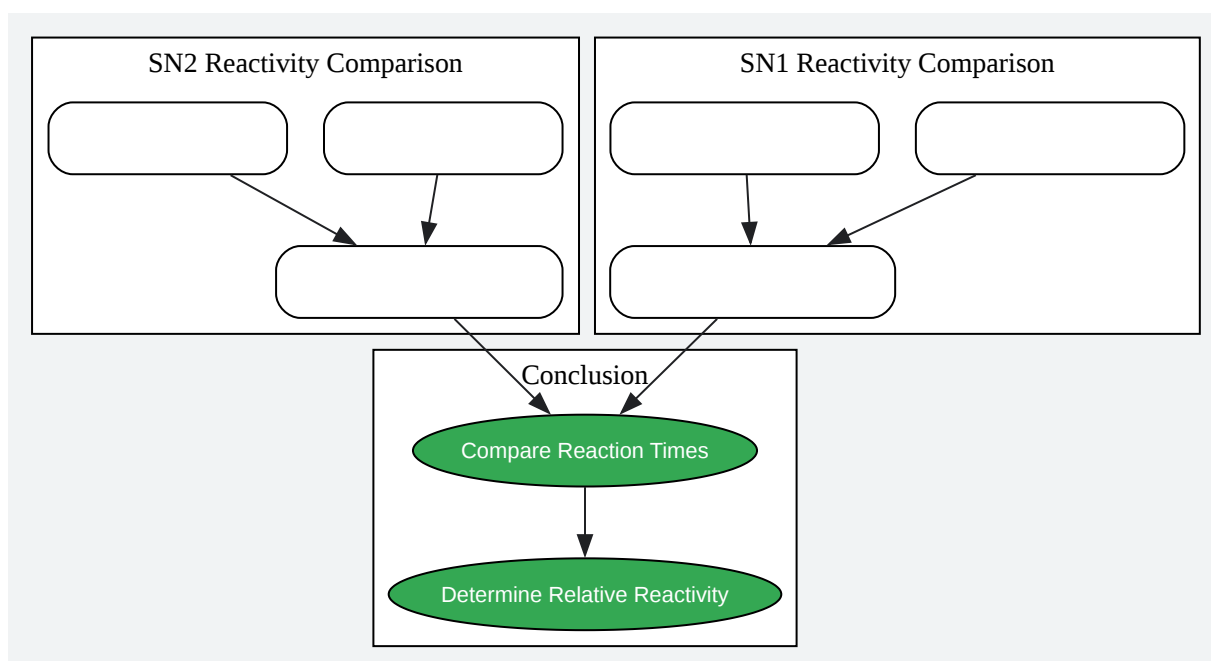 SN2 Reactivity Comparison
SN1 Reactivity Comparison
Conclusion
Compare Reaction Times
Determine Relative Reactivity